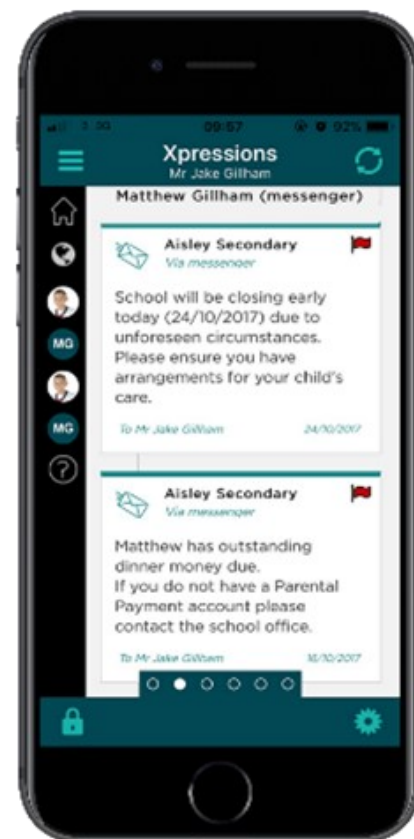 09:57
92%
Xpressions
Mr Jake Gillham
Matthew Gillham (messenger)
Aisley Secondary
Via messenger
School will be closing early
today (24/10/2017) due to
unforeseen circumstances.
Please ensure you have
arrangements for your child's
care.
To Mr Jake Gillham 24/10/2017
MG
MG
?
Aisley Secondary
Via messenger
Matthew has outstanding
dinner money due.
If you do not have a Parental
Payment account please
contact the school office.
To Mr Jake Gillham 16/10/2017